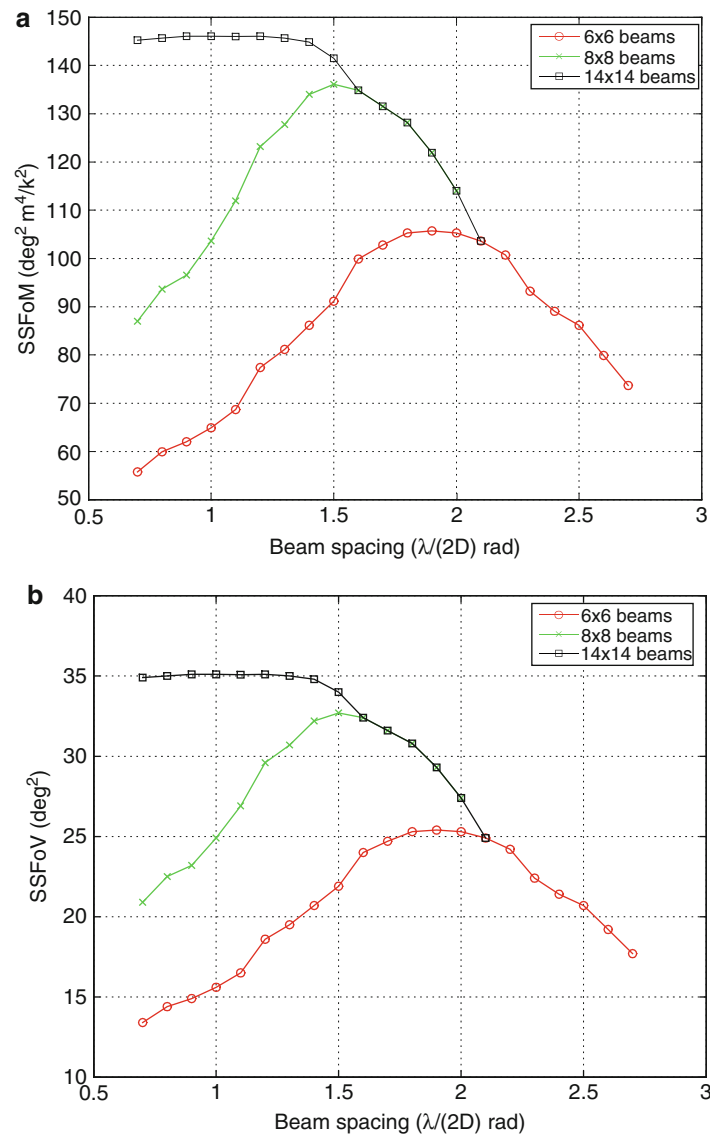 a
150
140
130
120
110
100
90
80
70
60
50
SSFoM (deg² m⁴/k²)
6x6 beams
8x8 beams
14x14 beams
0.5
1
1.5
2
2.5
3
Beam spacing (λ/(2D) rad)
b
40
35
30
25
20
15
10
SSFoV (deg²)
6x6 beams
8x8 beams
14x14 beams
0.5
1
1.5
2
2.5
3
Beam spacing (λ/(2D) rad)